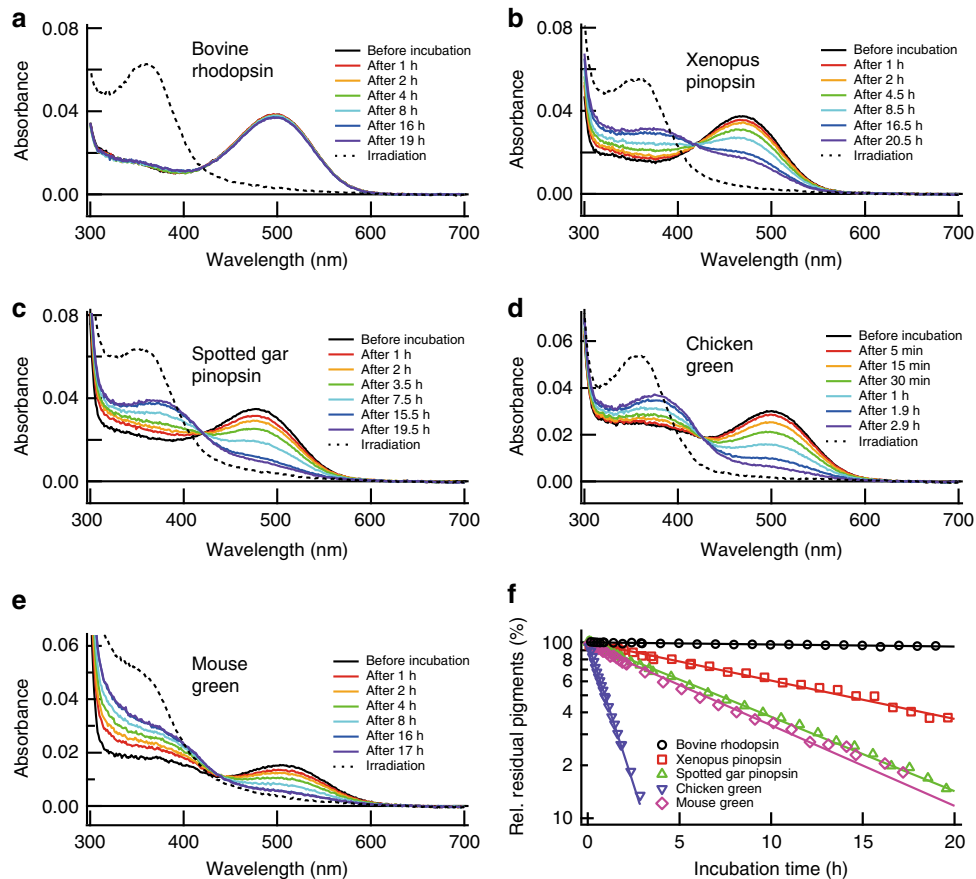 a
Bovine
rhodopsin
Before incubation
After 1 h
After 2 h
After 4 h
After 8 h
After 16 h
After 19 h
Irradiation
0.08
0.04
0.00
Absorbance
300 400 500 600 700
Wavelength (nm)
b
Xenopus
pinopsin
Before incubation
After 1 h
After 2 h
After 4.5 h
After 8.5 h
After 16.5 h
After 20.5 h
Irradiation
0.08
0.04
0.00
Absorbance
300 400 500 600 700
Wavelength (nm)
c
Spotted gar
pinopsin
Before incubation
After 1 h
After 2 h
After 3.5 h
After 7.5 h
After 15.5 h
After 19.5 h
Irradiation
0.08
0.04
0.00
Absorbance
300 400 500 600 700
Wavelength (nm)
d
Chicken
green
Before incubation
After 5 min
After 15 min
After 30 min
After 1 h
After 1.9 h
After 2.9 h
Irradiation
0.06
0.04
0.02
0.00
Absorbance
300 400 500 600 700
Wavelength (nm)
e
Mouse
green
Before incubation
After 1 h
After 2 h
After 4 h
After 8 h
After 16 h
After 17 h
Irradiation
0.06
0.04
0.02
0.00
Absorbance
300 400 500 600 700
Wavelength (nm)
f
Rel. residual pigments (%)
100
8
6
4
2
10
Bovine rhodopsin
Xenopus pinopsin
Spotted gar pinopsin
Chicken green
Mouse green
0 5 10 15 20
Incubation time (h)